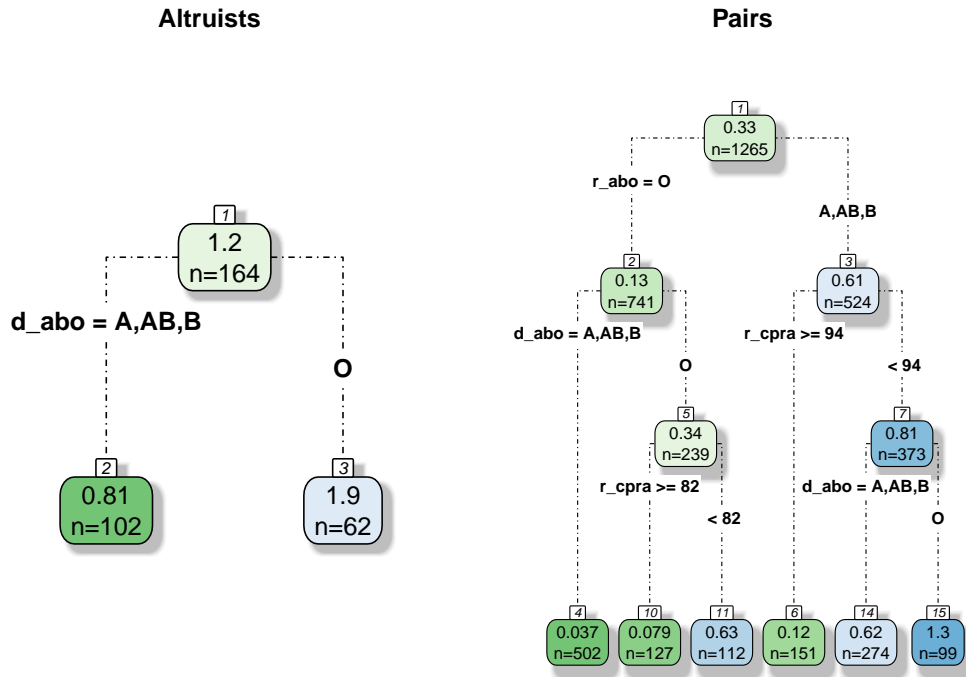 Altruists
1
1.2
n=164
d_abo = A,AB,B
O
2
0.81
n=102
3
1.9
n=62
Pairs
1
0.33
n=1265
r_abo = O
A,AB,B
2
0.13
n=741
3
0.61
n=524
d_abo = A,AB,B
O
r_cpra >= 94
< 94
5
0.34
n=239
7
0.81
n=373
r_cpra >= 82
< 82
d_abo = A,AB,B
O
4
0.037
n=502
10
0.079
n=127
11
0.63
n=112
6
0.12
n=151
14
0.62
n=274
15
1.3
n=99